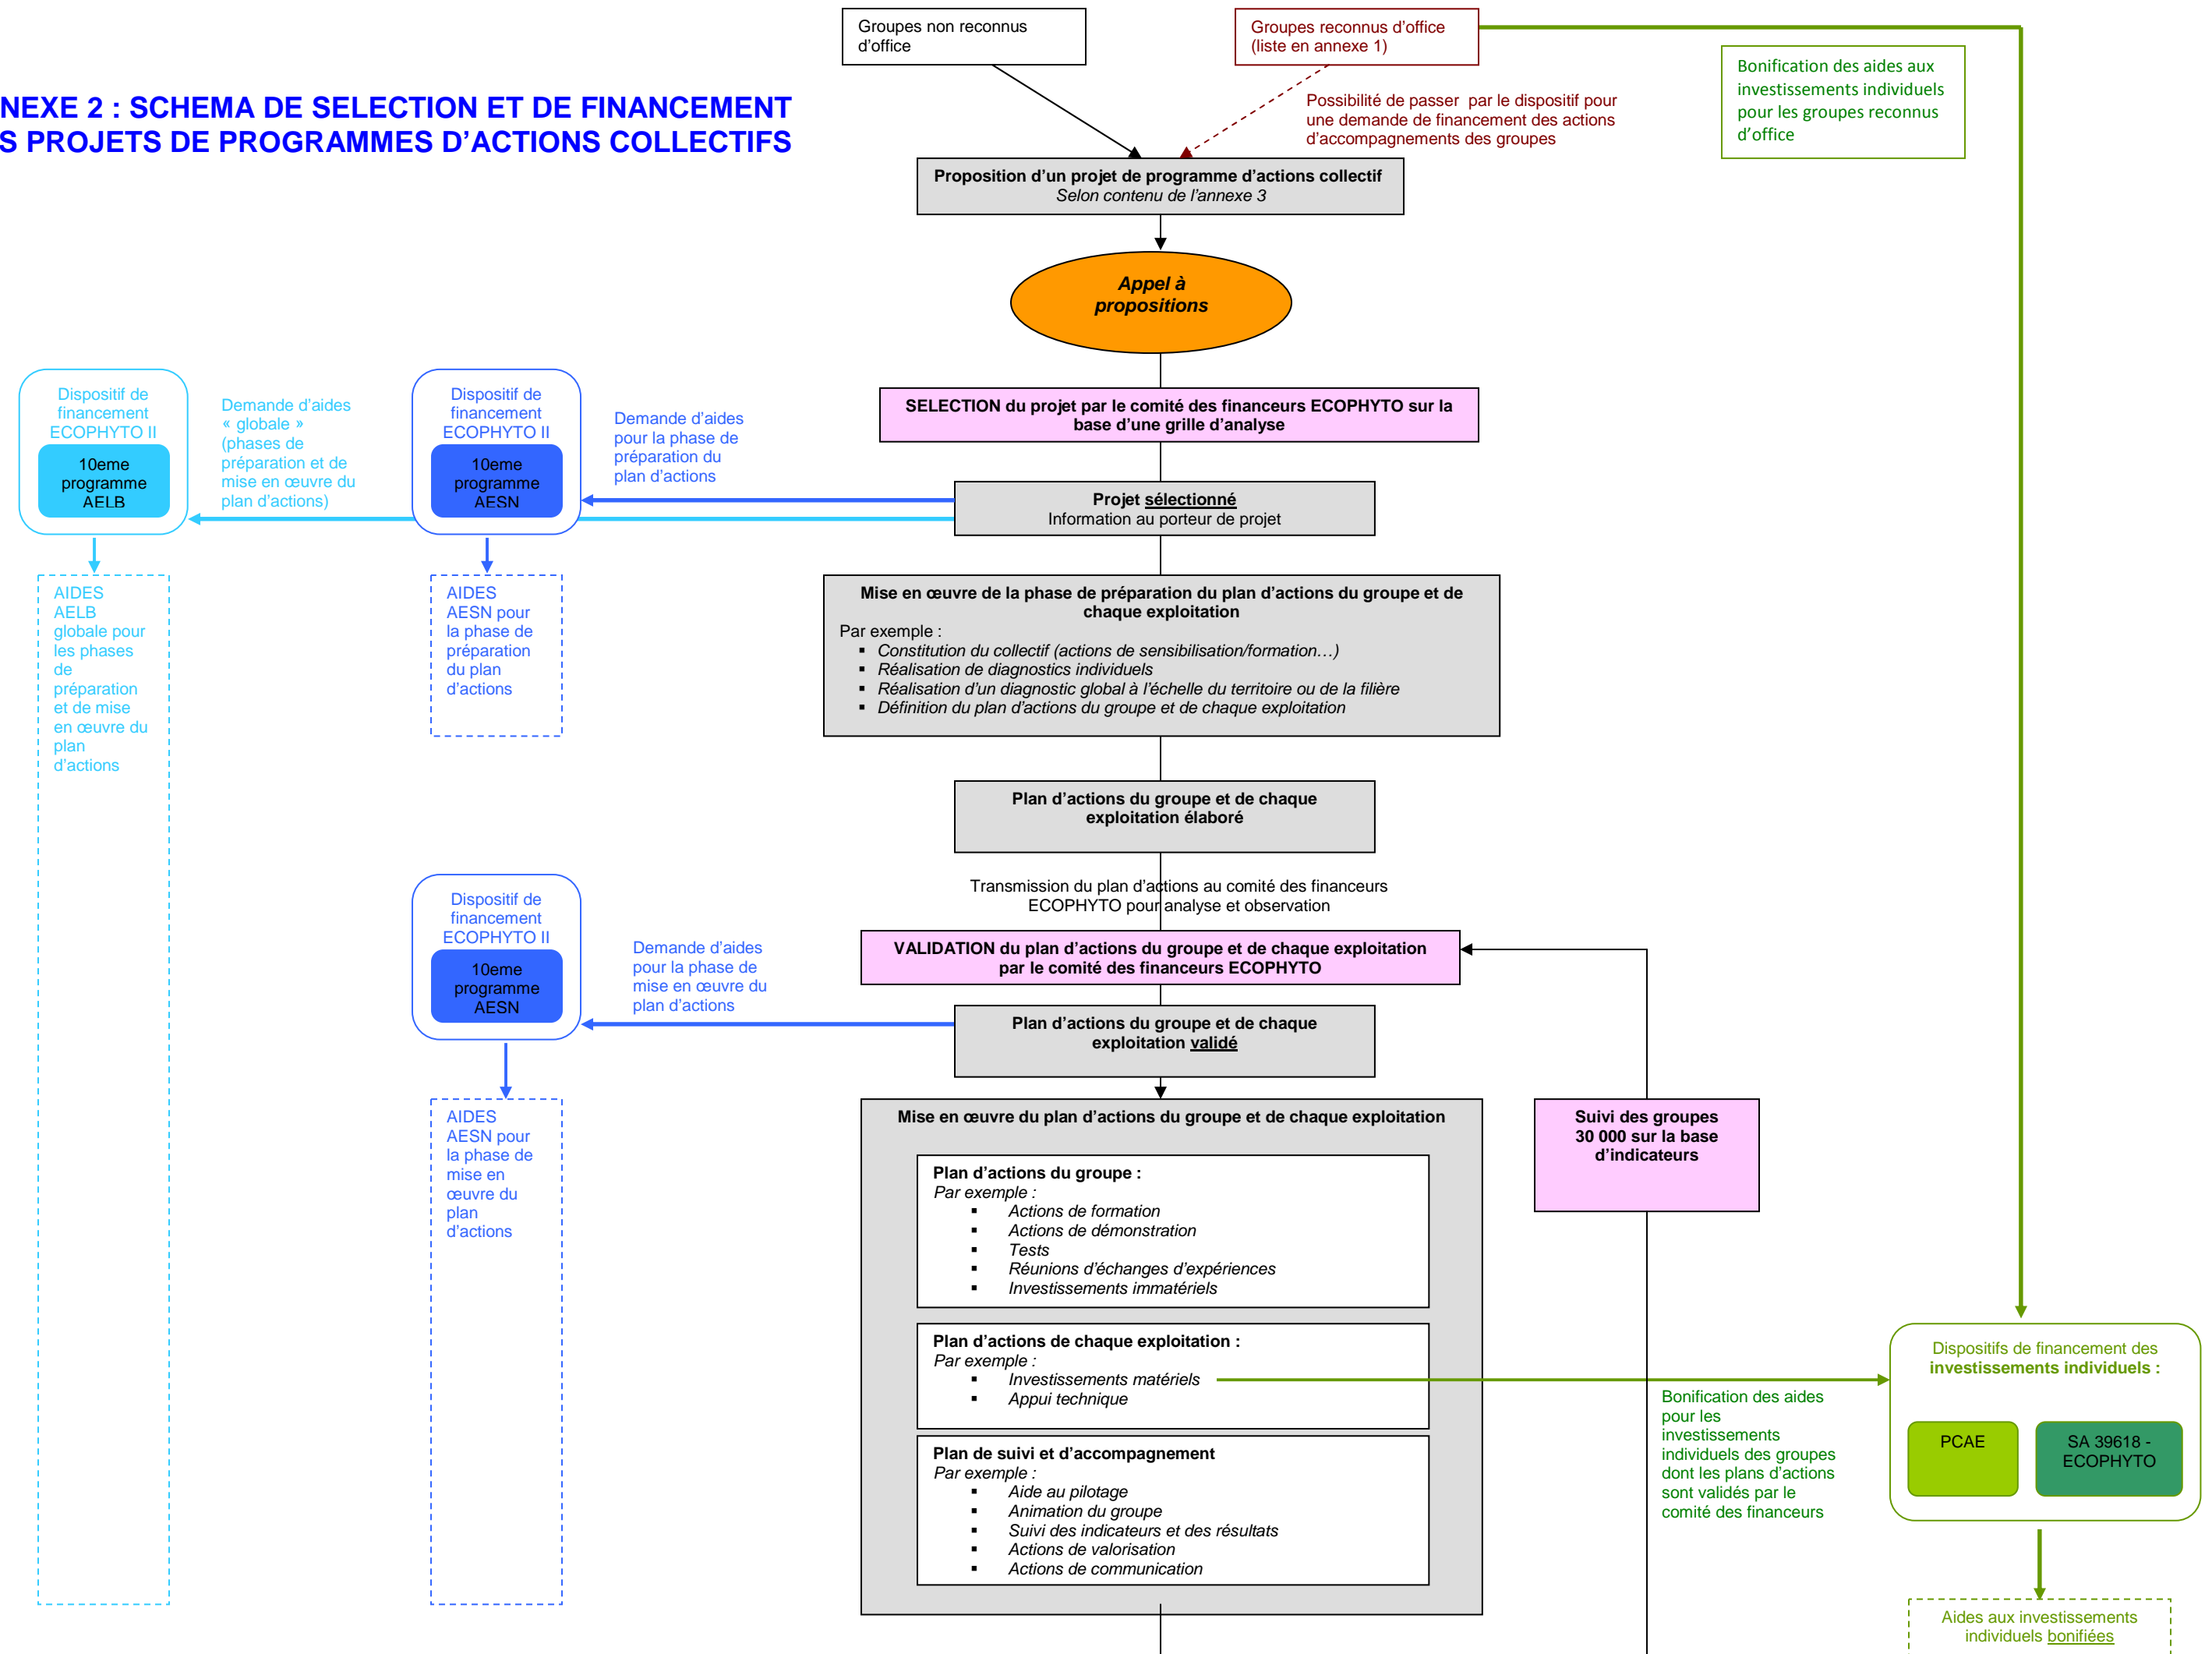 Groupes non reconnus
d’office
Groupes reconnus d’office
(liste en annexe 1)
Bonification des aides aux
investissements individuels
pour les groupes reconnus
d’office
NEXE 2 : SCHEMA DE SELECTION ET DE FINANCEMENT
S PROJETS DE PROGRAMMES D’ACTIONS COLLECTIFS
Possibilité de passer par le dispositif pour
une demande de financement des actions
d’accompagnements des groupes
Proposition d’un projet de programme d’actions collectif
Selon contenu de l’annexe 3
Appel à
propositions
SELECTION du projet par le comité des financeurs ECOPHYTO sur la
base d’une grille d’analyse
Dispositif de
financement
ECOPHYTO II
10eme
programme
AELB
Demande d’aides
« globale »
(phases de
préparation et de
mise en œuvre du
plan d’actions)
Dispositif de
financement
ECOPHYTO II
10eme
programme
AESN
Demande d’aides
pour la phase de
préparation du
plan d’actions
Projet sélectionné
Information au porteur de projet
AIDES
AELB
globale pour
les phases
de
préparation
et de mise
en œuvre du
plan
d’actions
AIDES
AESN pour
la phase de
préparation
du plan
d’actions
Mise en œuvre de la phase de préparation du plan d’actions du groupe et de
chaque exploitation
Par exemple :
▪ Constitution du collectif (actions de sensibilisation/formation…)
▪ Réalisation de diagnostics individuels
▪ Réalisation d’un diagnostic global à l’échelle du territoire ou de la filière
▪ Définition du plan d’actions du groupe et de chaque exploitation
Plan d’actions du groupe et de chaque
exploitation élaboré
Transmission du plan d’actions au comité des financeurs
ECOPHYTO pour analyse et observation
VALIDATION du plan d’actions du groupe et de chaque exploitation
par le comité des financeurs ECOPHYTO
Dispositif de
financement
ECOPHYTO II
10eme
programme
AESN
Demande d’aides
pour la phase de
mise en œuvre du
plan d’actions
Plan d’actions du groupe et de chaque
exploitation validé
AIDES
AESN pour
la phase de
mise en
œuvre du
plan
d’actions
Mise en œuvre du plan d’actions du groupe et de chaque exploitation
Plan d’actions du groupe :
Par exemple :
▪ Actions de formation
▪ Actions de démonstration
▪ Tests
▪ Réunions d’échanges d’expériences
▪ Investissements immatériels
Plan d’actions de chaque exploitation :
Par exemple :
▪ Investissements matériels
▪ Appui technique
Plan de suivi et d’accompagnement
Par exemple :
▪ Aide au pilotage
▪ Animation du groupe
▪ Suivi des indicateurs et des résultats
▪ Actions de valorisation
▪ Actions de communication
Suivi des groupes
30 000 sur la base
d’indicateurs
Bonification des aides
pour les
investissements
individuels des groupes
dont les plans d’actions
sont validés par le
comité des financeurs
Dispositifs de financement des
investissements individuels :
PCAE
SA 39618 -
ECOPHYTO
Aides aux investissements
individuels bonifiées